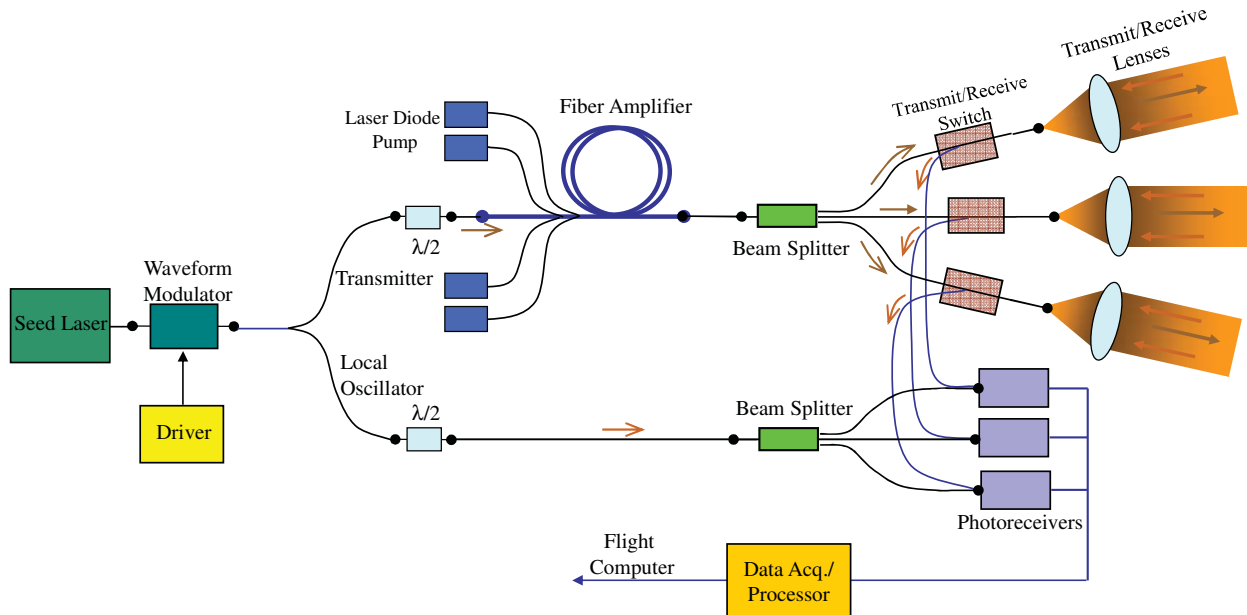 Transmit/Receive
Lenses
Transmit/Receive
Switch
Fiber Amplifier
Laser Diode
Pump
λ/2
Beam Splitter
Transmitter
Waveform
Modulator
Seed Laser
Local
Oscillator
λ/2
Beam Splitter
Driver
Photoreceivers
Flight
Computer
Data Acq./
Processor